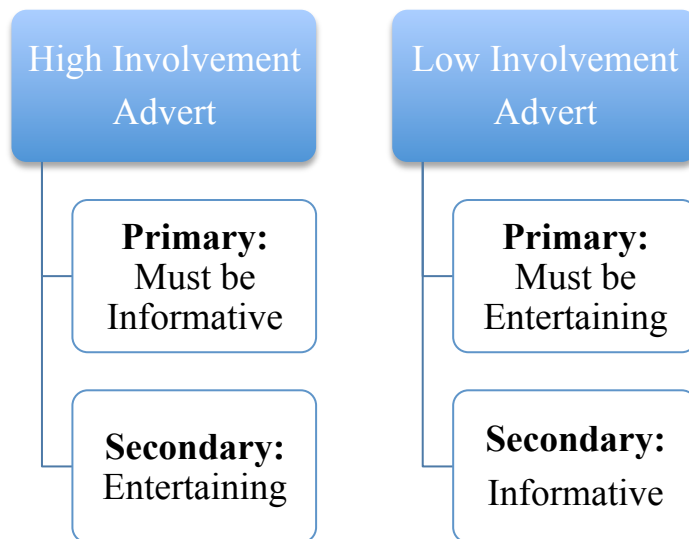 High Involvement
Advert
Primary:
Must be
Informative
Secondary:
Entertaining
Low Involvement
Advert
Primary:
Must be
Entertaining
Secondary:
Informative